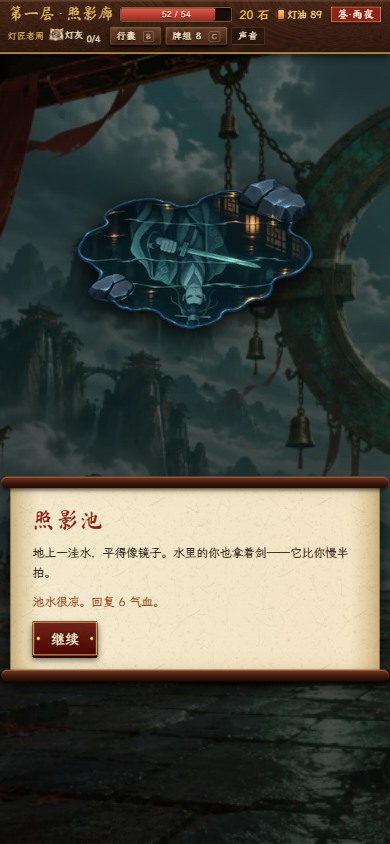 第一层·照影廊 52 / 54 20 石 灯油 89 签·雨夜
灯匠老周 灯灰 0/4 行囊 B 牌组 8 C 声音
照影池
地上一洼水，平得像镜子。水里的你也拿着剑——它比你慢半
拍。
池水很凉。回复 6 气血。
继续